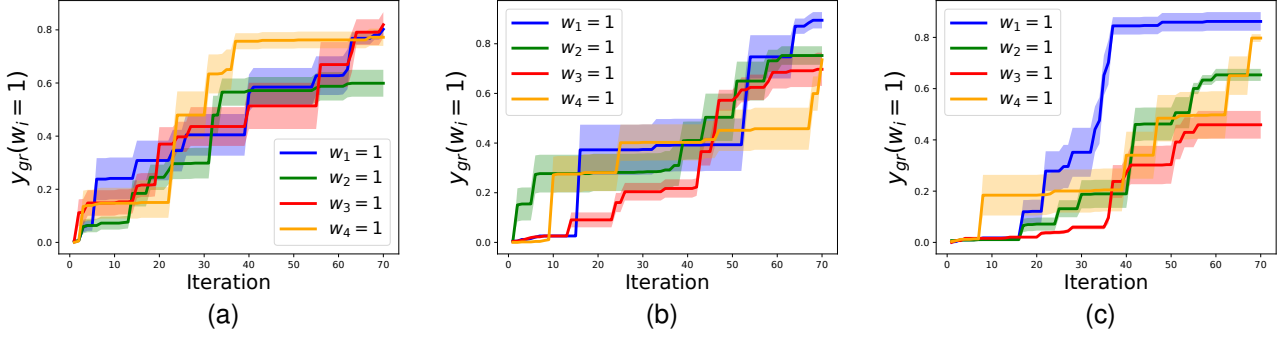 y_gr(w_i = 1)
0.8
0.6
0.4
0.2
0.0
w_1 = 1
w_2 = 1
w_3 = 1
w_4 = 1
0 10 20 30 40 50 60 70
Iteration
(a)
y_gr(w_i = 1)
0.8
0.6
0.4
0.2
0.0
w_1 = 1
w_2 = 1
w_3 = 1
w_4 = 1
0 10 20 30 40 50 60 70
Iteration
(b)
y_gr(w_i = 1)
0.8
0.6
0.4
0.2
0.0
w_1 = 1
w_2 = 1
w_3 = 1
w_4 = 1
0 10 20 30 40 50 60 70
Iteration
(c)